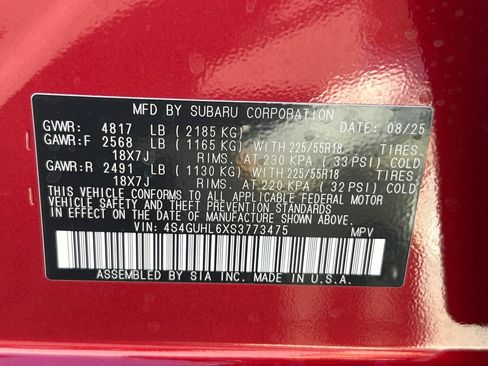 MFD BY SUBARU CORPORATION
GVWR: 4817 LB ( 2185 KG) DATE: 08/25
GAWR:F 2568 LB ( 1165 KG) WITH 225/55R18 TIRES.
18X7J RIMS. AT 230 KPA ( 33 PSI) COLD
GAWR:R 2491 LB ( 1130 KG) WITH 225/55R18 TIRES.
18X7J RIMS. AT 220 KPA ( 32 PSI) COLD
THIS VEHICLE CONFORMS TO ALL APPLICABLE FEDERAL MOTOR
VEHICLE SAFETY AND THEFT PREVENTION STANDARDS
IN EFFECT ON THE DATE OF MANUFACTURE SHOWN ABOVE.
VIN: 4S4GUHL6XS3773475 MPV
ASSEMBLED BY SIA INC. MADE IN U.S.A.